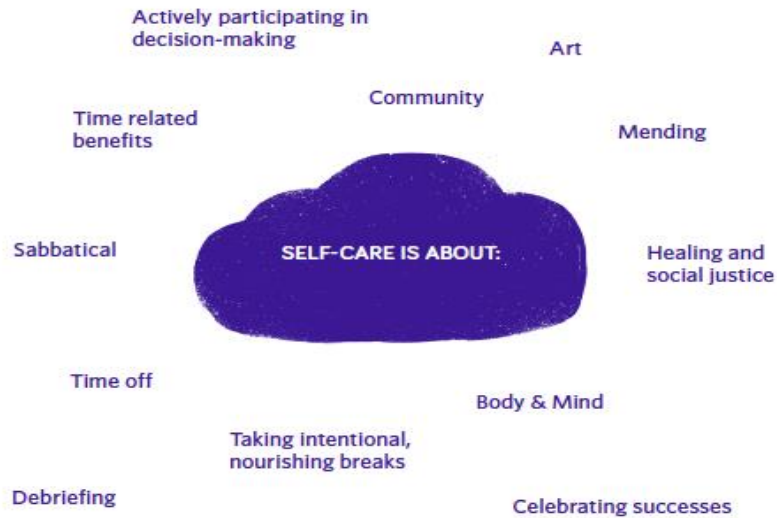 Actively participating in
decision-making
Art
Community
Time related
benefits
Mending
Sabbatical
SELF-CARE IS ABOUT:
Healing and
social justice
Time off
Body & Mind
Taking intentional,
nourishing breaks
Debriefing
Celebrating successes